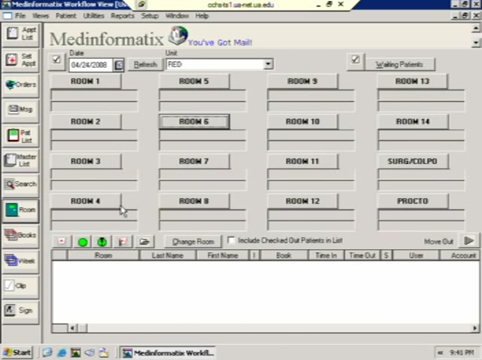 Medinformatix Workflow View [Us
ocha-ts1.ua-net.ua.edu
File Views Patient Utilities Reports Setup Window Help
Medinformatix You've Got Mail!
Appt List
Set Appt
Orders
Msg
Pat List
Master List
Search
Room
Books
Week
Clip
Sign
Date
04/24/2008
Refresh
Unit
RED
Waiting Patients
ROOM 1 ROOM 5 ROOM 9 ROOM 13
ROOM 2 ROOM 6 ROOM 10 ROOM 14
ROOM 3 ROOM 7 ROOM 11 SURG/COLPO
ROOM 4 ROOM 8 ROOM 12 PROCTO
Change Room Include Checked Out Patients in List Move Out
Room Last Name First Name I Book Time In Time Out S User Account
Start Medinformatix Workfl... 9:41 PM